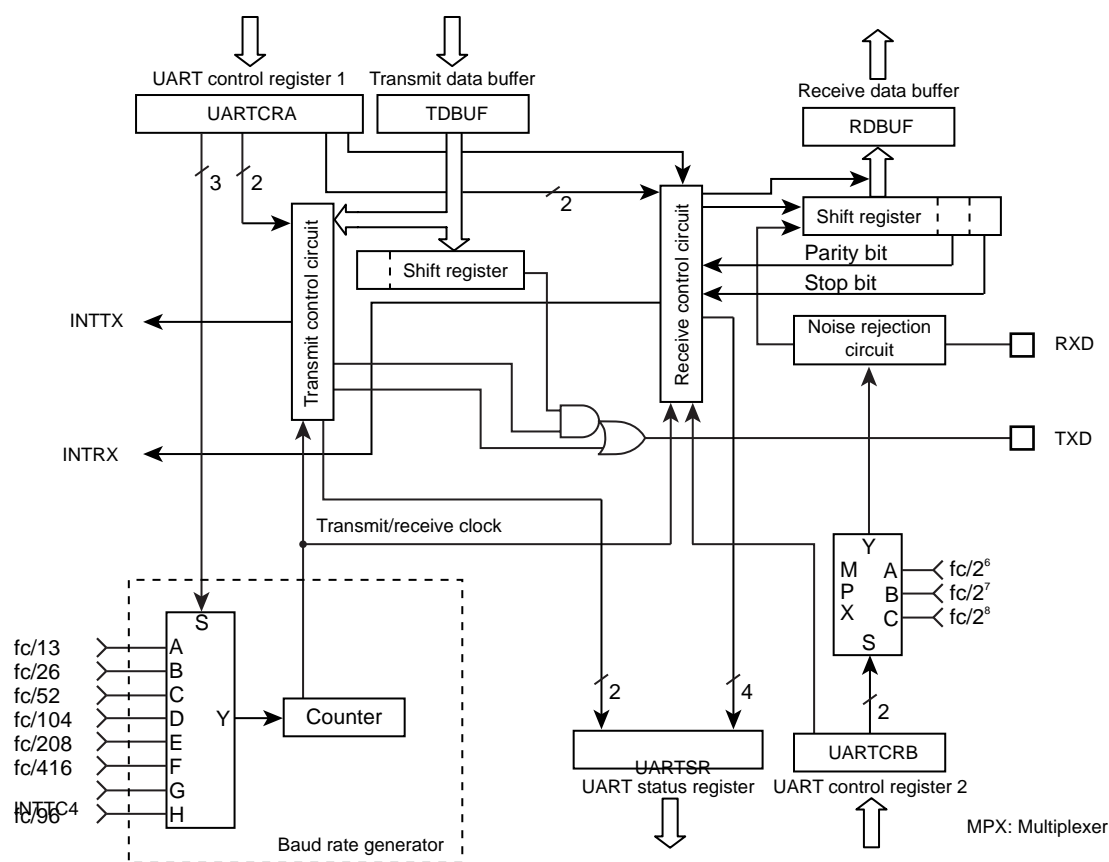 UART control register 1
Transmit data buffer
Receive data buffer
UARTCRA
TDBUF
RDBUF
3
2
2
Transmit control circuit
Receive control circuit
Shift register
Shift register
Parity bit
Stop bit
INTTX
Noise rejection
circuit
RXD
INTRX
TXD
Transmit/receive clock
Y
M
P
X
A
B
C
S
fc/2⁶
fc/2⁷
fc/2⁸
S
fc/13
fc/26
fc/52
fc/104
fc/208
fc/416
INTTC4
fc/96
A
B
C
D
E
F
G
H
Y
Counter
2
4
2
UARTSR
UART status register
UARTCRB
UART control register 2
Baud rate generator
MPX: Multiplexer